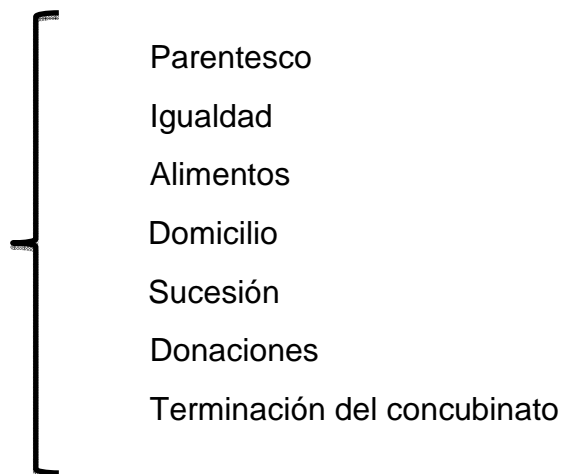 Parentesco
Igualdad
Alimentos
Domicilio
Sucesión
Donaciones
Terminación del concubinato